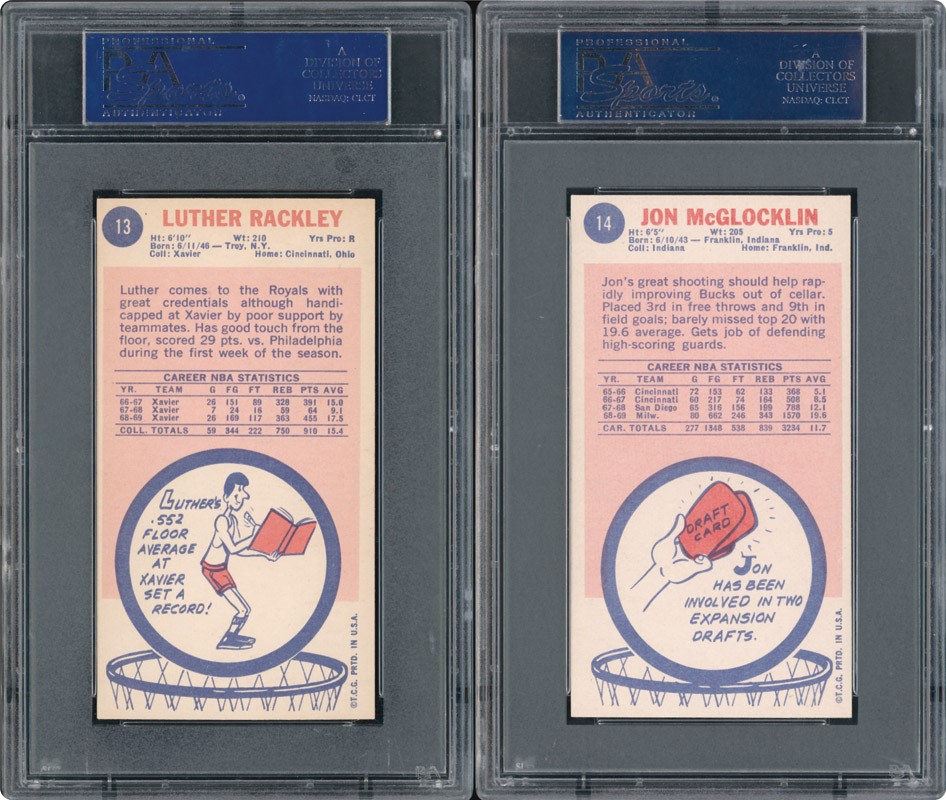 PROFESSIONAL
PSA
Sports
AUTHENTICATOR
A
DIVISION OF
COLLECTORS
UNIVERSE
NASDAQ: CLCT
13
LUTHER RACKLEY
Ht: 6'10" Wt: 210 Yrs Pro: R
Born: 6/11/46 — Troy, N.Y.
Coll: Xavier Home: Cincinnati, Ohio
Luther comes to the Royals with
great credentials although handi-
capped at Xavier by poor support by
teammates. Has good touch from the
floor, scored 29 pts. vs. Philadelphia
during the first week of the season.
CAREER NBA STATISTICS
YR. TEAM G FG FT REB PTS AVG
66-67 Xavier 26 151 89 328 391 15.0
67-68 Xavier 7 24 16 59 64 9.1
68-69 Xavier 26 169 117 363 455 17.5
COLL. TOTALS 59 344 222 750 910 15.4
LUTHER'S
.552
FLOOR
AVERAGE
AT
XAVIER
SET A
RECORD!
©T.C.G. PRTD. IN U.S.A.
PROFESSIONAL
PSA
Sports
AUTHENTICATOR
A
DIVISION OF
COLLECTORS
UNIVERSE
NASDAQ: CLCT
14
JON McGLOCKLIN
Ht: 6'5" Wt: 205 Yrs Pro: 5
Born: 6/10/43 — Franklin, Indiana
Coll: Indiana Home: Franklin, Ind.
Jon's great shooting should help rap-
idly improving Bucks out of cellar.
Placed 3rd in free throws and 9th in
field goals; barely missed top 20 with
19.6 average. Gets job of defending
high-scoring guards.
CAREER NBA STATISTICS
YR. TEAM G FG FT REB PTS AVG
65-66 Cincinnati 72 153 62 133 368 5.1
66-67 Cincinnati 60 217 74 164 508 8.5
67-68 San Diego 65 316 156 199 788 12.1
68-69 Milw. 80 662 246 343 1570 19.6
CAR. TOTALS 277 1348 538 839 3234 11.7
DRAFT
CARD
JON
HAS BEEN
INVOLVED IN TWO
EXPANSION
DRAFTS.
©T.C.G. PRTD. IN U.S.A.